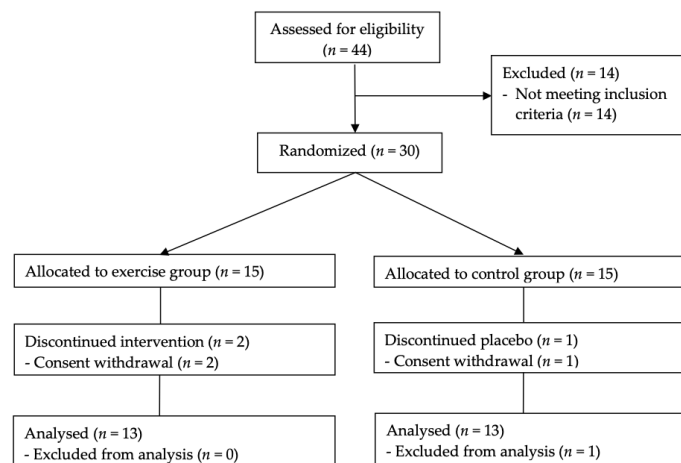 Assessed for eligibility
(n = 44)
Excluded (n = 14)
- Not meeting inclusion
criteria (n = 14)
Randomized (n = 30)
Allocated to exercise group (n = 15)
Allocated to control group (n = 15)
Discontinued intervention (n = 2)
- Consent withdrawal (n = 2)
Discontinued placebo (n = 1)
- Consent withdrawal (n = 1)
Analysed (n = 13)
- Excluded from analysis (n = 0)
Analysed (n = 13)
- Excluded from analysis (n = 1)